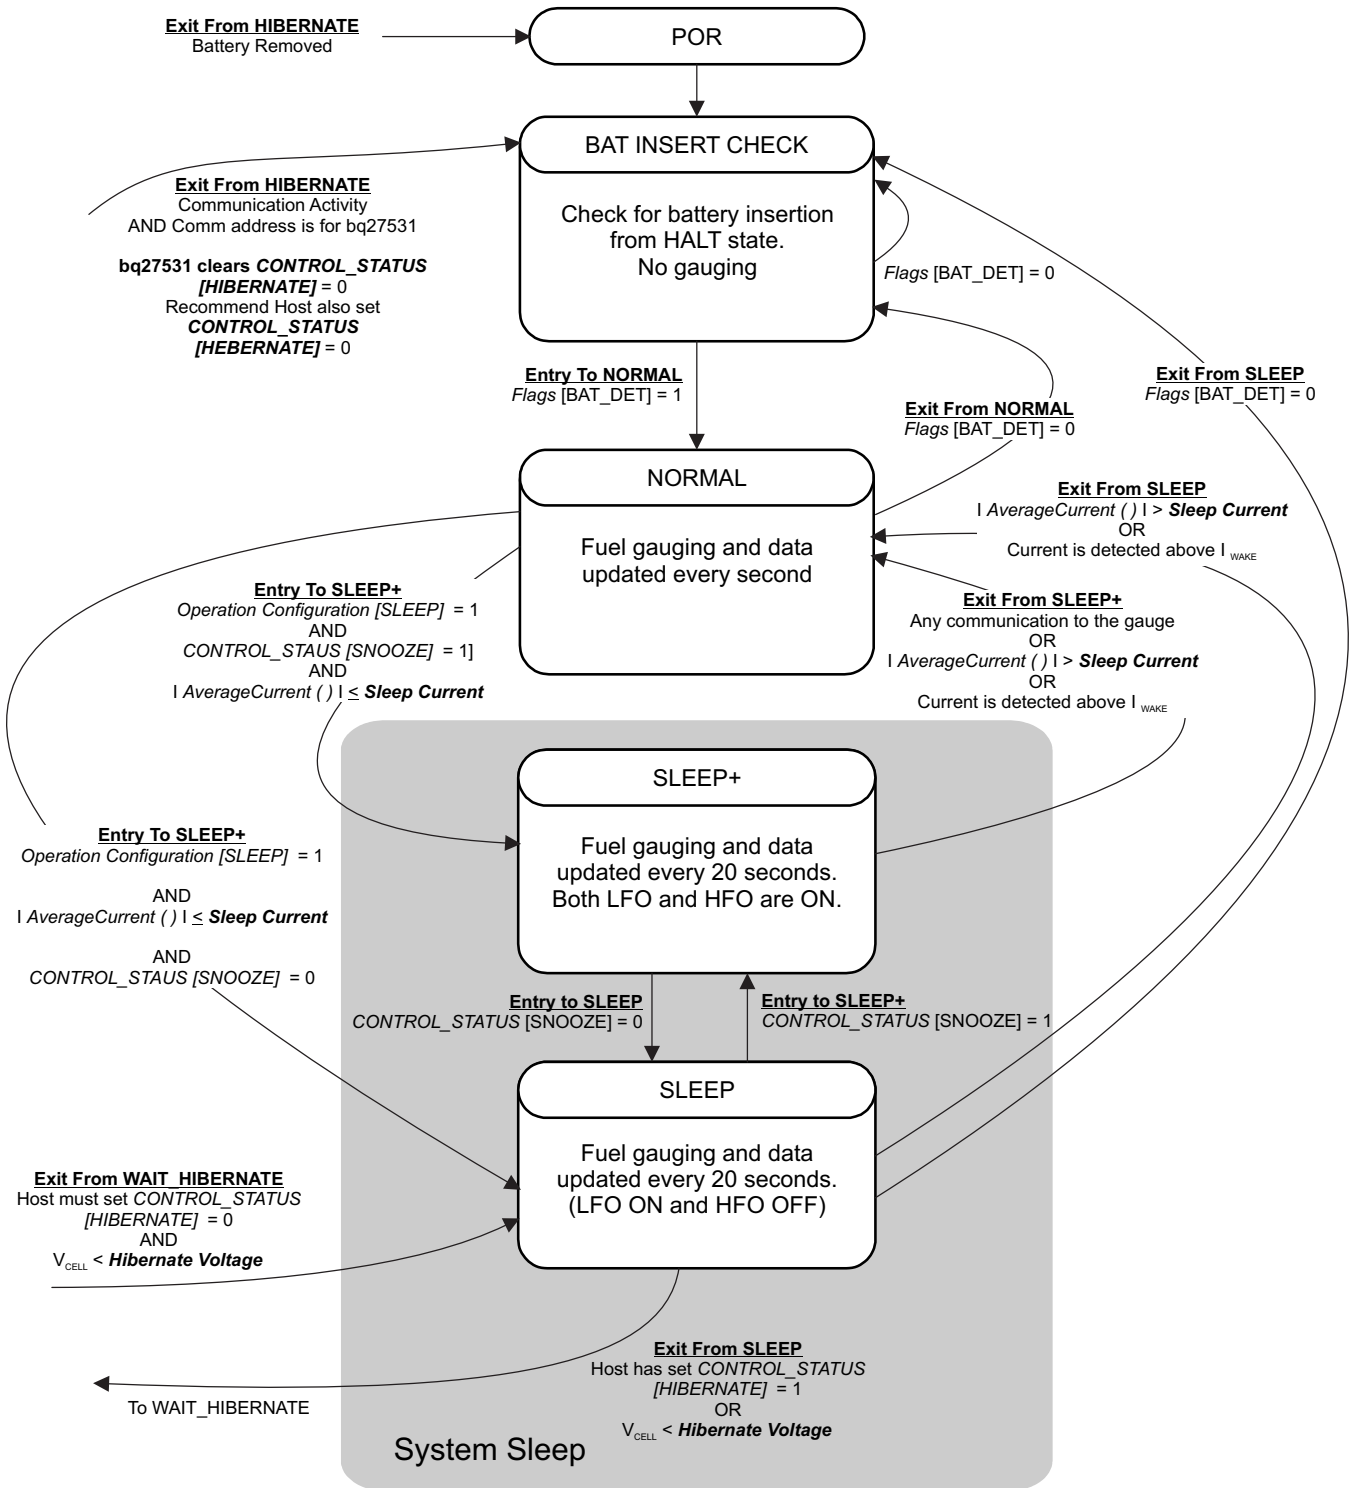 Exit From HIBERNATE
Battery Removed
POR
BAT INSERT CHECK
Check for battery insertion
from HALT state.
No gauging
Exit From HIBERNATE
Communication Activity
AND Comm address is for bq27531
bq27531 clears CONTROL_STATUS
[HIBERNATE] = 0
Recommend Host also set
CONTROL_STATUS
[HEBERNATE] = 0
Flags [BAT_DET] = 0
Entry To NORMAL
Flags [BAT_DET] = 1
Exit From NORMAL
Flags [BAT_DET] = 0
Exit From SLEEP
Flags [BAT_DET] = 0
NORMAL
Fuel gauging and data
updated every second
Exit From SLEEP
I AverageCurrent ( ) I > Sleep Current
OR
Current is detected above I WAKE
Entry To SLEEP+
Operation Configuration [SLEEP] = 1
AND
CONTROL_STAUS [SNOOZE] = 1]
AND
I AverageCurrent ( ) I ≤ Sleep Current
Exit From SLEEP+
Any communication to the gauge
OR
I AverageCurrent ( ) I > Sleep Current
OR
Current is detected above I WAKE
SLEEP+
Fuel gauging and data
updated every 20 seconds.
Both LFO and HFO are ON.
Entry To SLEEP+
Operation Configuration [SLEEP] = 1
AND
I AverageCurrent ( ) I ≤ Sleep Current
AND
CONTROL_STAUS [SNOOZE] = 0
Entry to SLEEP
CONTROL_STATUS [SNOOZE] = 0
Entry to SLEEP+
CONTROL_STATUS [SNOOZE] = 1
SLEEP
Fuel gauging and data
updated every 20 seconds.
(LFO ON and HFO OFF)
Exit From WAIT_HIBERNATE
Host must set CONTROL_STATUS
[HIBERNATE] = 0
AND
VCELL < Hibernate Voltage
Exit From SLEEP
Host has set CONTROL_STATUS
[HIBERNATE] = 1
OR
VCELL < Hibernate Voltage
To WAIT_HIBERNATE
System Sleep